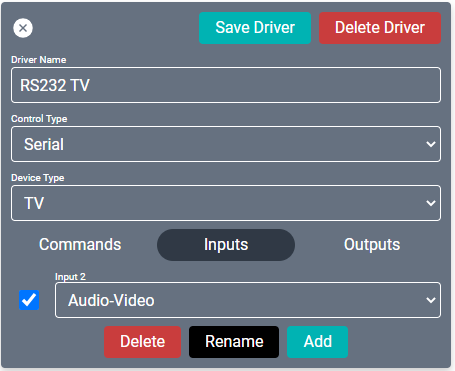 Save Driver Delete Driver
Driver Name
RS232 TV
Control Type
Serial
Device Type
TV
Commands Inputs Outputs
Input 2
Audio-Video
Delete Rename Add